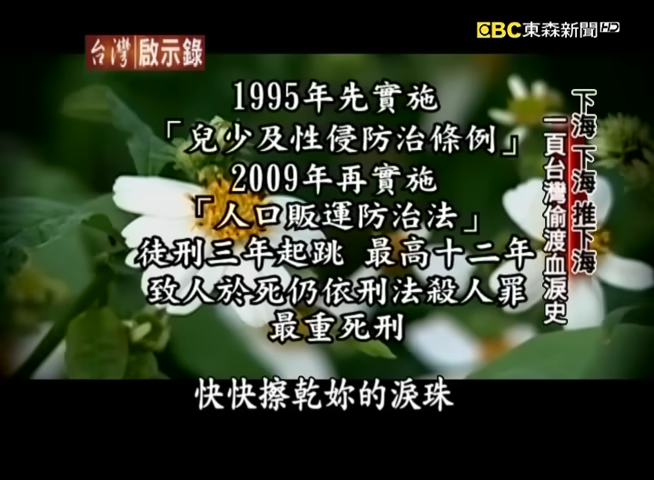 台灣啟示錄
EBC東森新聞HD
1995年先實施
「兒少及性侵防治條例」
2009年再實施
「人口販運防治法」
徒刑三年起跳 最高十二年
致人於死仍依刑法殺人罪
最重死刑
下海 下海 推下海
一頁台灣偷渡血淚史
快快擦乾妳的淚珠